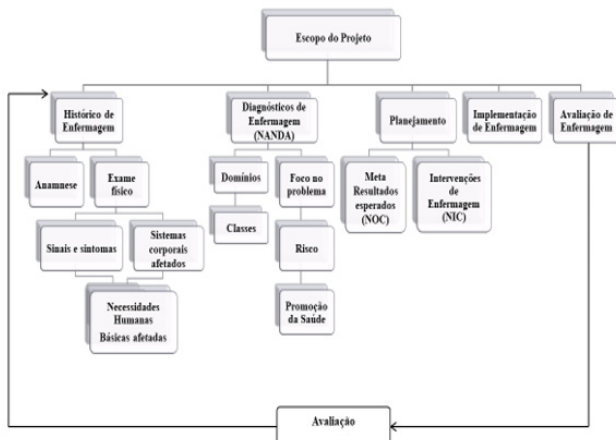 Escopo do Projeto
Histórico de
Enfermagem
Diagnósticos de
Enfermagem
(NANDA)
Planejamento
Implementação
de Enfermagem
Avaliação de
Enfermagem
Anamnese
Exame
físico
Domínios
Foco no
problema
Meta
Resultados
esperados
(NOC)
Intervenções
de
Enfermagem
(NIC)
Sinais e sintomas
Sistemas
corporais
afetados
Classes
Risco
Necessidades
Humanas
Básicas afetadas
Promoção
da Saúde
Avaliação